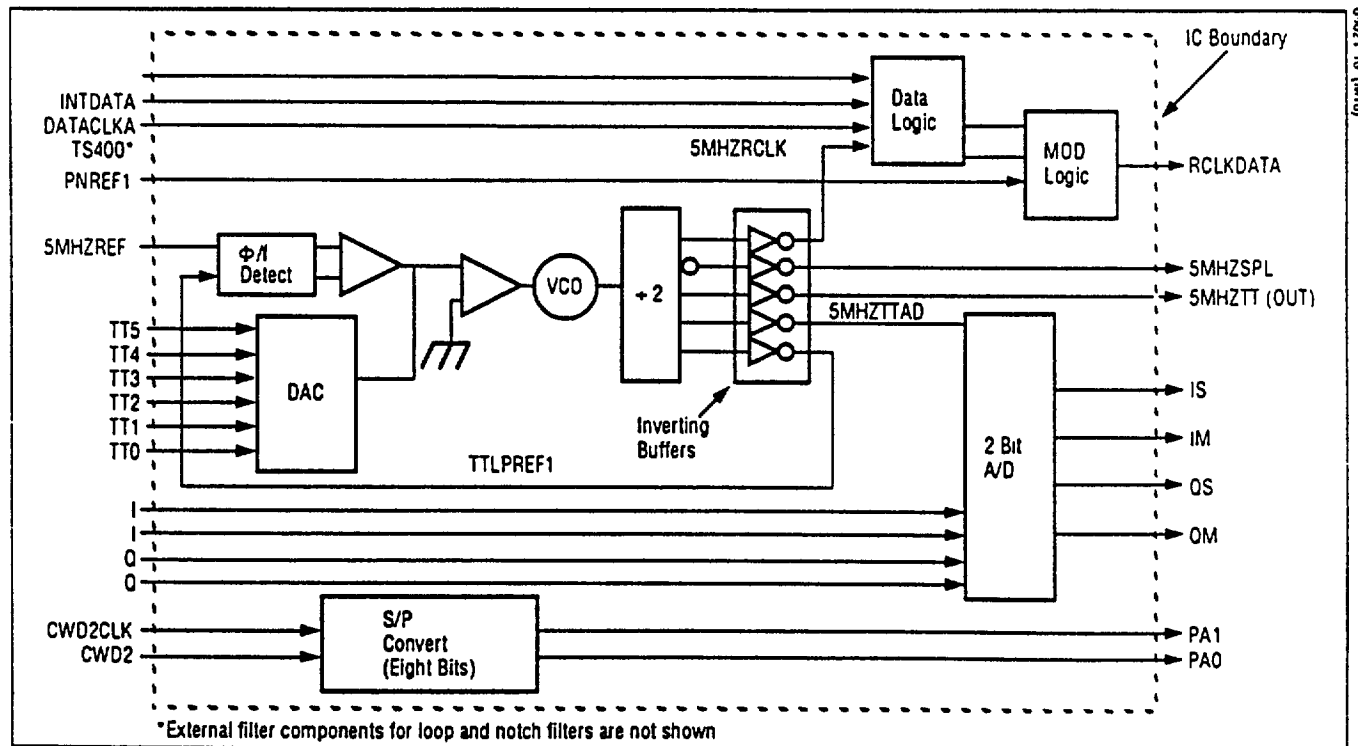 IC Boundary
INTDATA
DATACLKA
TS400*
PNREF1
Data
Logic
5MHZRCLK
MOD
Logic
RCLKDATA
5MHZREF
Φ/f
Detect
VCO
÷ 2
5MHZSPL
5MHZTT (OUT)
5MHZTTAD
TT5
TT4
TT3
TT2
TT1
TT0
DAC
Inverting
Buffers
TTLPREF1
2 Bit
A/D
IS
IM
QS
OM
I
I
Q
Q
CWD2CLK
CWD2
S/P
Convert
(Eight Bits)
PA1
PA0
*External filter components for loop and notch filters are not shown